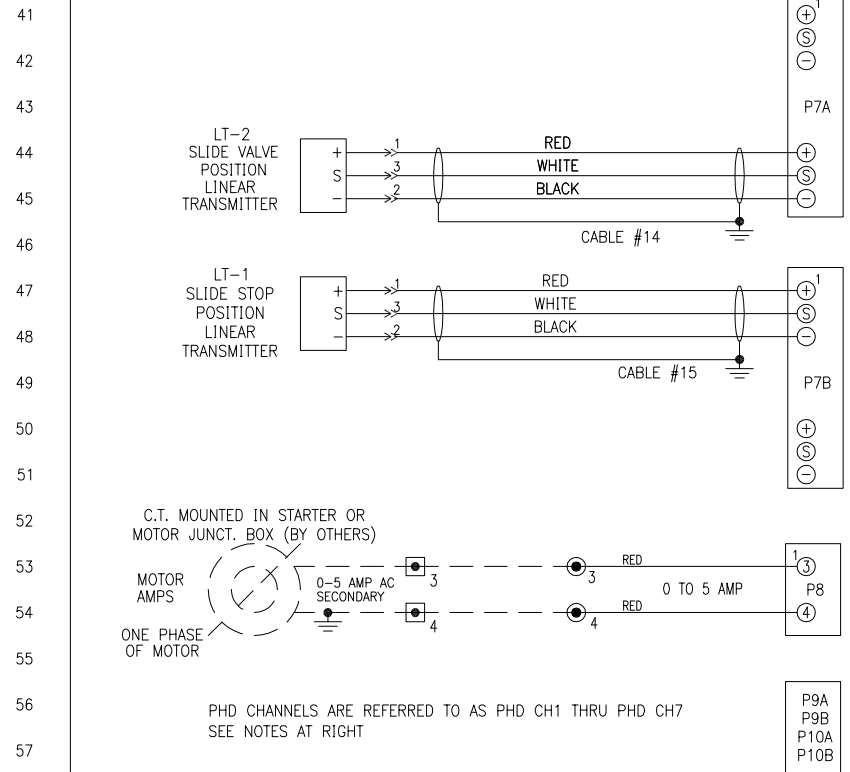 41
1
+
S
−
42
43
P7A
LT−2
SLIDE VALVE
POSITION
LINEAR
TRANSMITTER
44
+
1
RED
+
S
3
WHITE
S
45
−
2
BLACK
−
46
CABLE #14
LT−1
SLIDE STOP
POSITION
LINEAR
TRANSMITTER
47
+
1
RED
+
1
S
3
WHITE
S
48
−
2
BLACK
−
49
CABLE #15
P7B
50
+
S
51
−
52
C.T. MOUNTED IN STARTER OR
MOTOR JUNCT. BOX (BY OTHERS)
53
3
3
RED
1
3
MOTOR
AMPS
0−5 AMP AC
SECONDARY
0 TO 5 AMP
P8
54
4
4
RED
4
ONE PHASE
OF MOTOR
55
56
PHD CHANNELS ARE REFERRED TO AS PHD CH1 THRU PHD CH7
SEE NOTES AT RIGHT
P9A
P9B
P10A
P10B
57